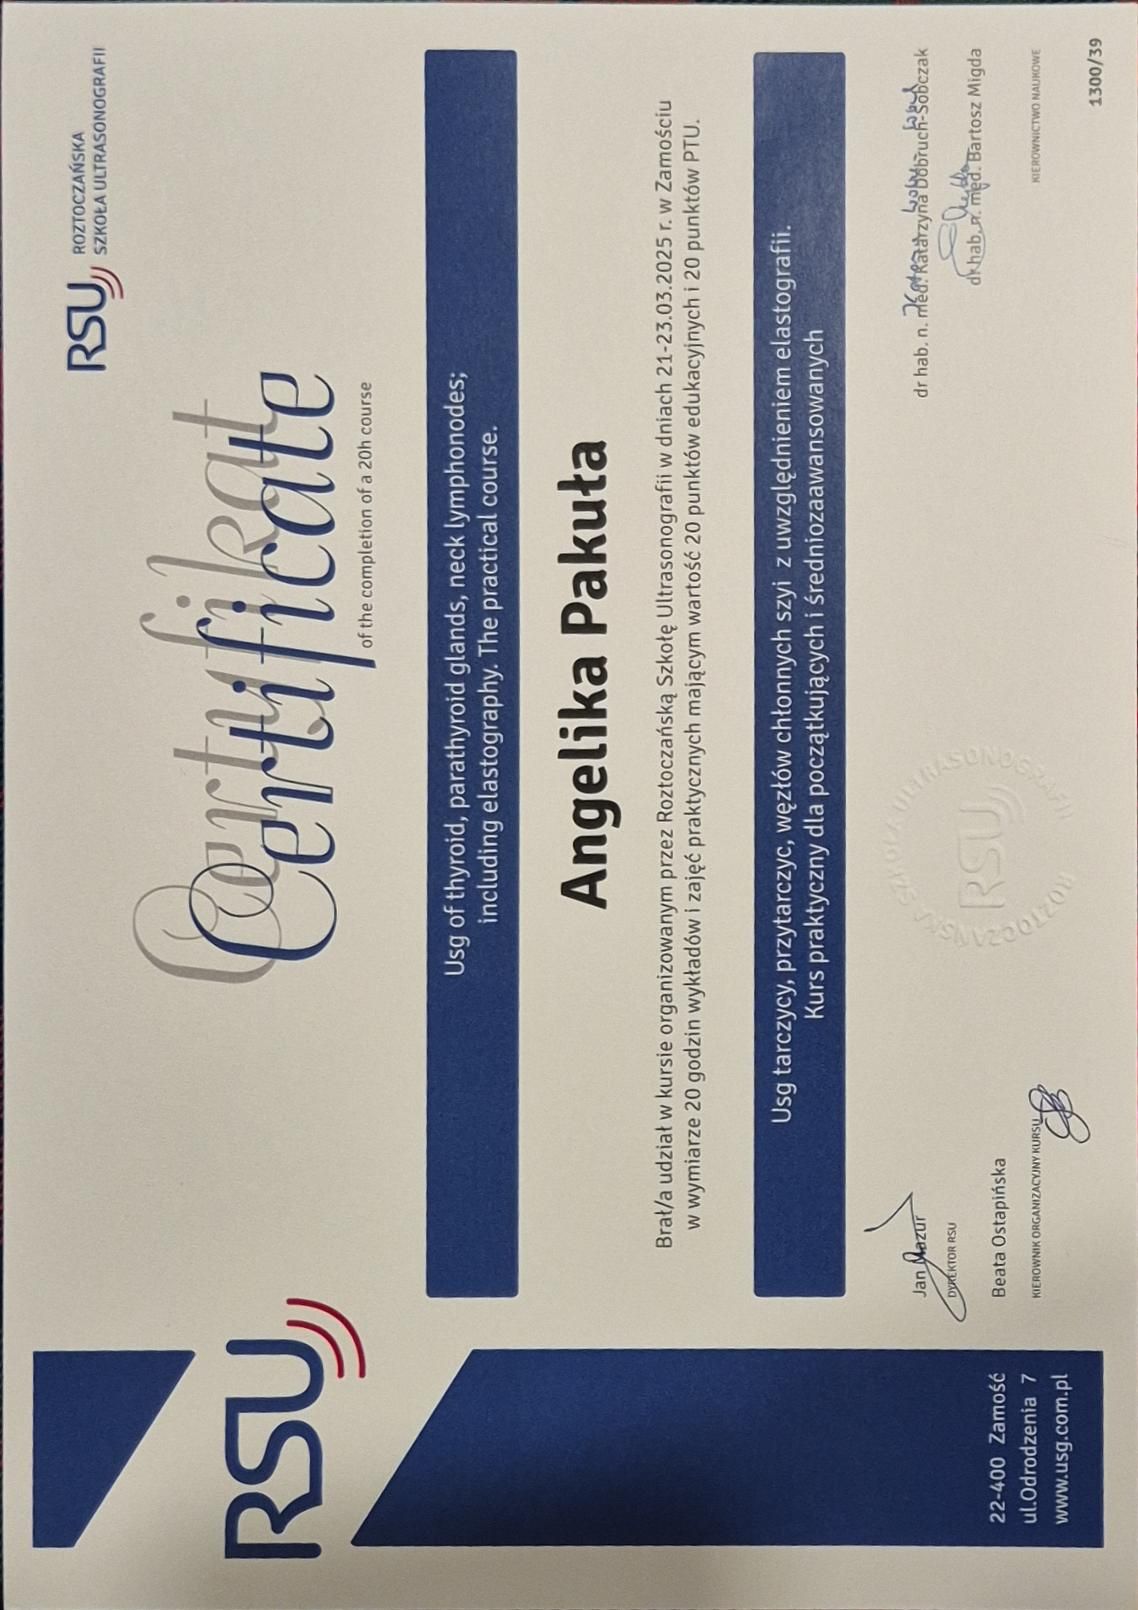 RSU
ROZTOCZAŃSKA
SZKOŁA ULTRASONOGRAFII
RSU
Certyfikat
Certificate
of the completion of a 20h course
Usg of thyroid, parathyroid glands, neck lymphonodes;
including elastography. The practical course.
Angelika Pakuła
Brał/a udział w kursie organizowanym przez Roztoczańską Szkołę Ultrasonografii w dniach 21-23.03.2025 r. w Zamościu
w wymiarze 20 godzin wykładów i zajęć praktycznych mającym wartość 20 punktów edukacyjnych i 20 punktów PTU.
Usg tarczycy, przytarczyc, węzłów chłonnych szyi z uwzględnieniem elastografii.
Kurs praktyczny dla początkujących i średniozaawansowanych
Jan Mazur
DYREKTOR RSU
Beata Ostapińska
KIEROWNIK ORGANIZACYJNY KURSU
ROZTOCZAŃSKA SZKOŁA ULTRASONOGRAFII
RSU
dr hab. n. med. Katarzyna Dobruch-Sobczak
dr hab. n. med. Bartosz Migda
KIEROWNICTWO NAUKOWE
22-400 Zamość
ul.Odrodzenia 7
www.usg.com.pl
1300/39